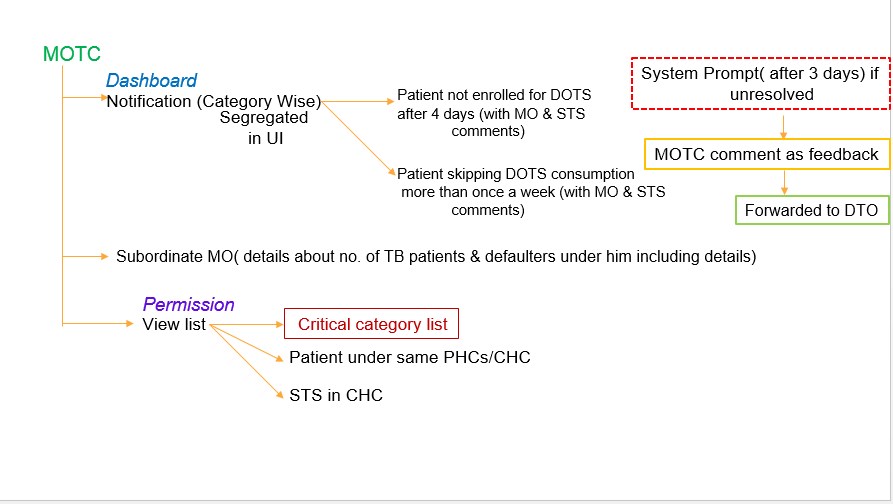 MOTC
Dashboard
Notification (Category Wise)
Segregated
in UI
Patient not enrolled for DOTS
after 4 days (with MO & STS
comments)
Patient skipping DOTS consumption
more than once a week (with MO & STS
comments)
System Prompt( after 3 days) if
unresolved
MOTC comment as feedback
Forwarded to DTO
Subordinate MO( details about no. of TB patients & defaulters under him including details)
Permission
View list
Critical category list
Patient under same PHCs/CHC
STS in CHC